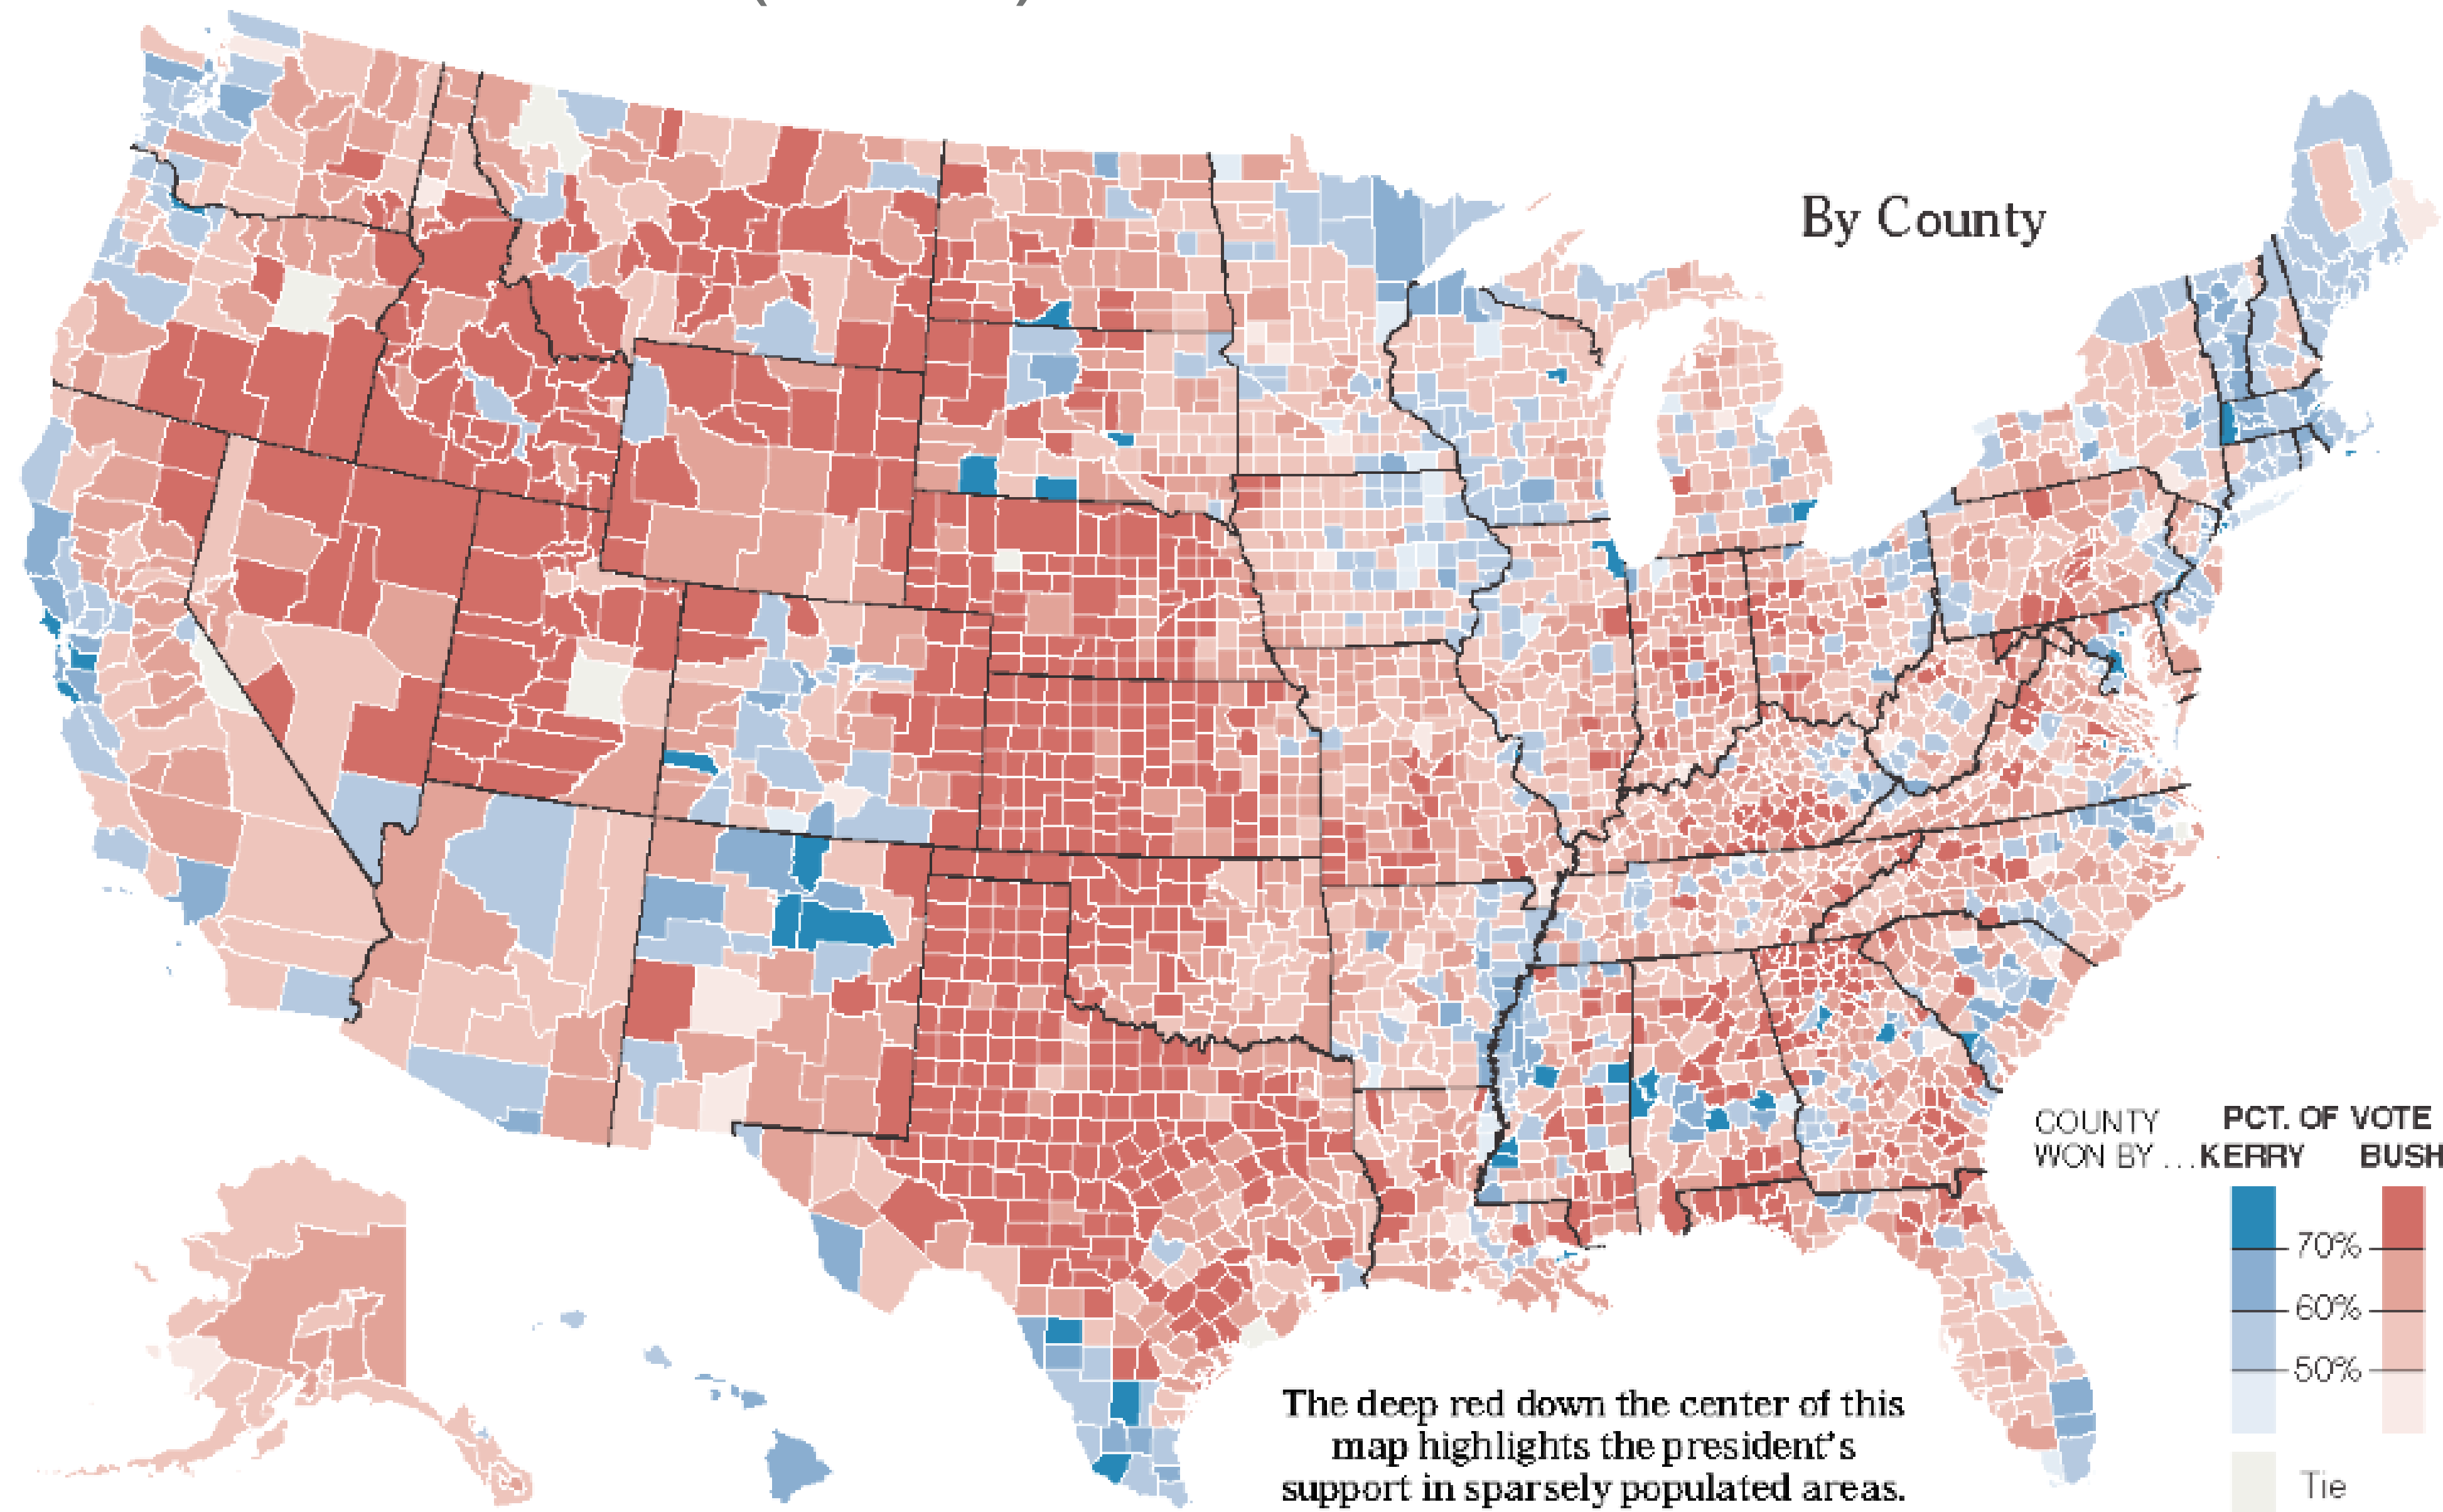 By County
COUNTY PCT. OF VOTE
WON BY ...KERRY BUSH
70%
60%
50%
Tie
The deep red down the center of this
map highlights the president's
support in sparsely populated areas.